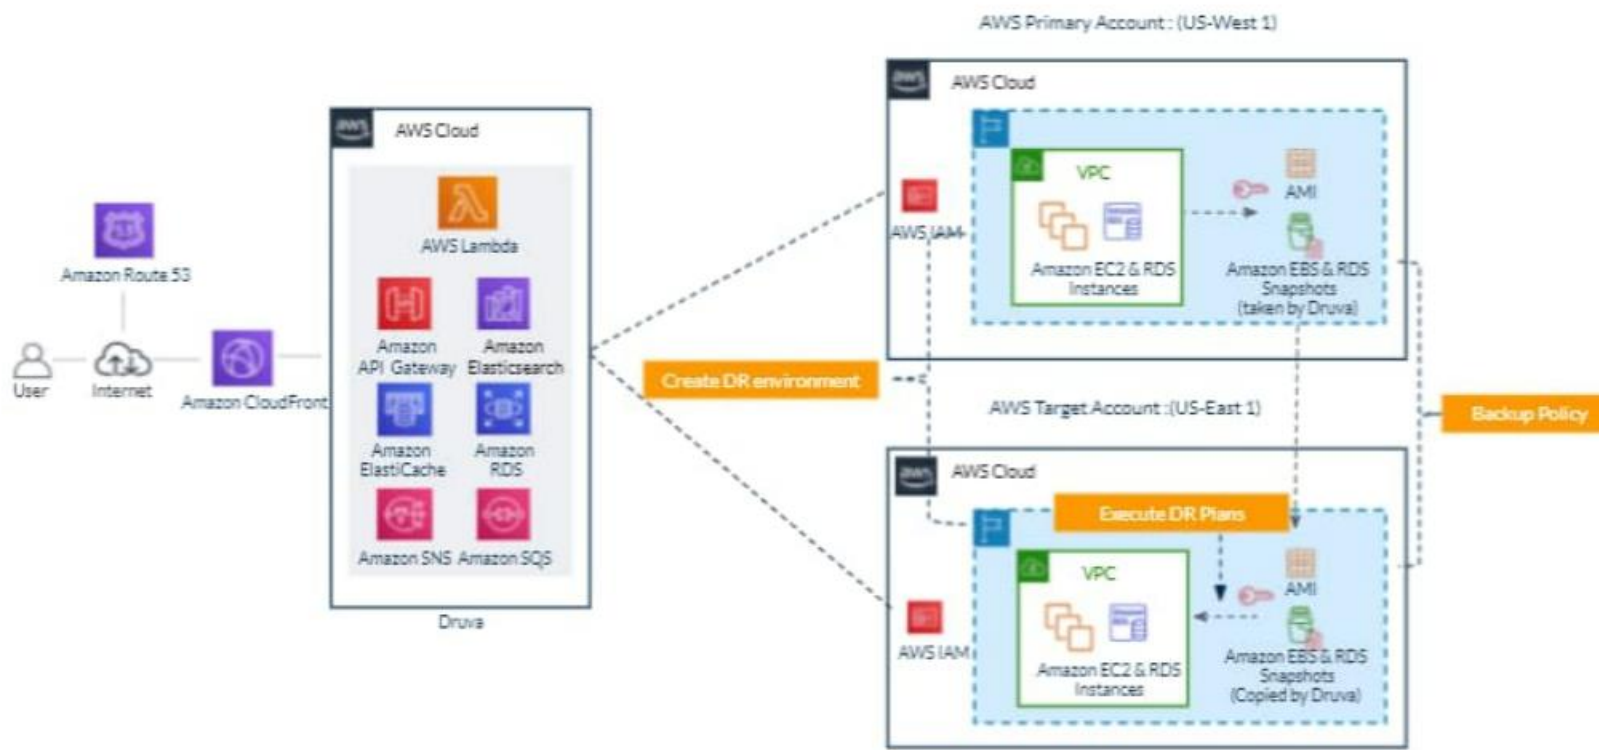 AWS Primary Account : (US-West 1)
aws
AWS Cloud
VPC
AMI
AWS IAM
Amazon EC2 & RDS
Instances
Amazon EBS & RDS
Snapshots
(taken by Druva)
aws
AWS Cloud
AWS Lambda
Amazon
API Gateway
Amazon
Elasticsearch
Amazon
ElastiCache
Amazon
RDS
Amazon SNS
Amazon SQS
Druva
53
Amazon Route 53
User
Internet
Amazon CloudFront
Create DR environment
Backup Policy
AWS Target Account :(US-East 1)
aws
AWS Cloud
Execute DR Plans
VPC
AMI
AWS IAM
Amazon EC2 & RDS
Instances
Amazon EBS & RDS
Snapshots
(Copied by Druva)